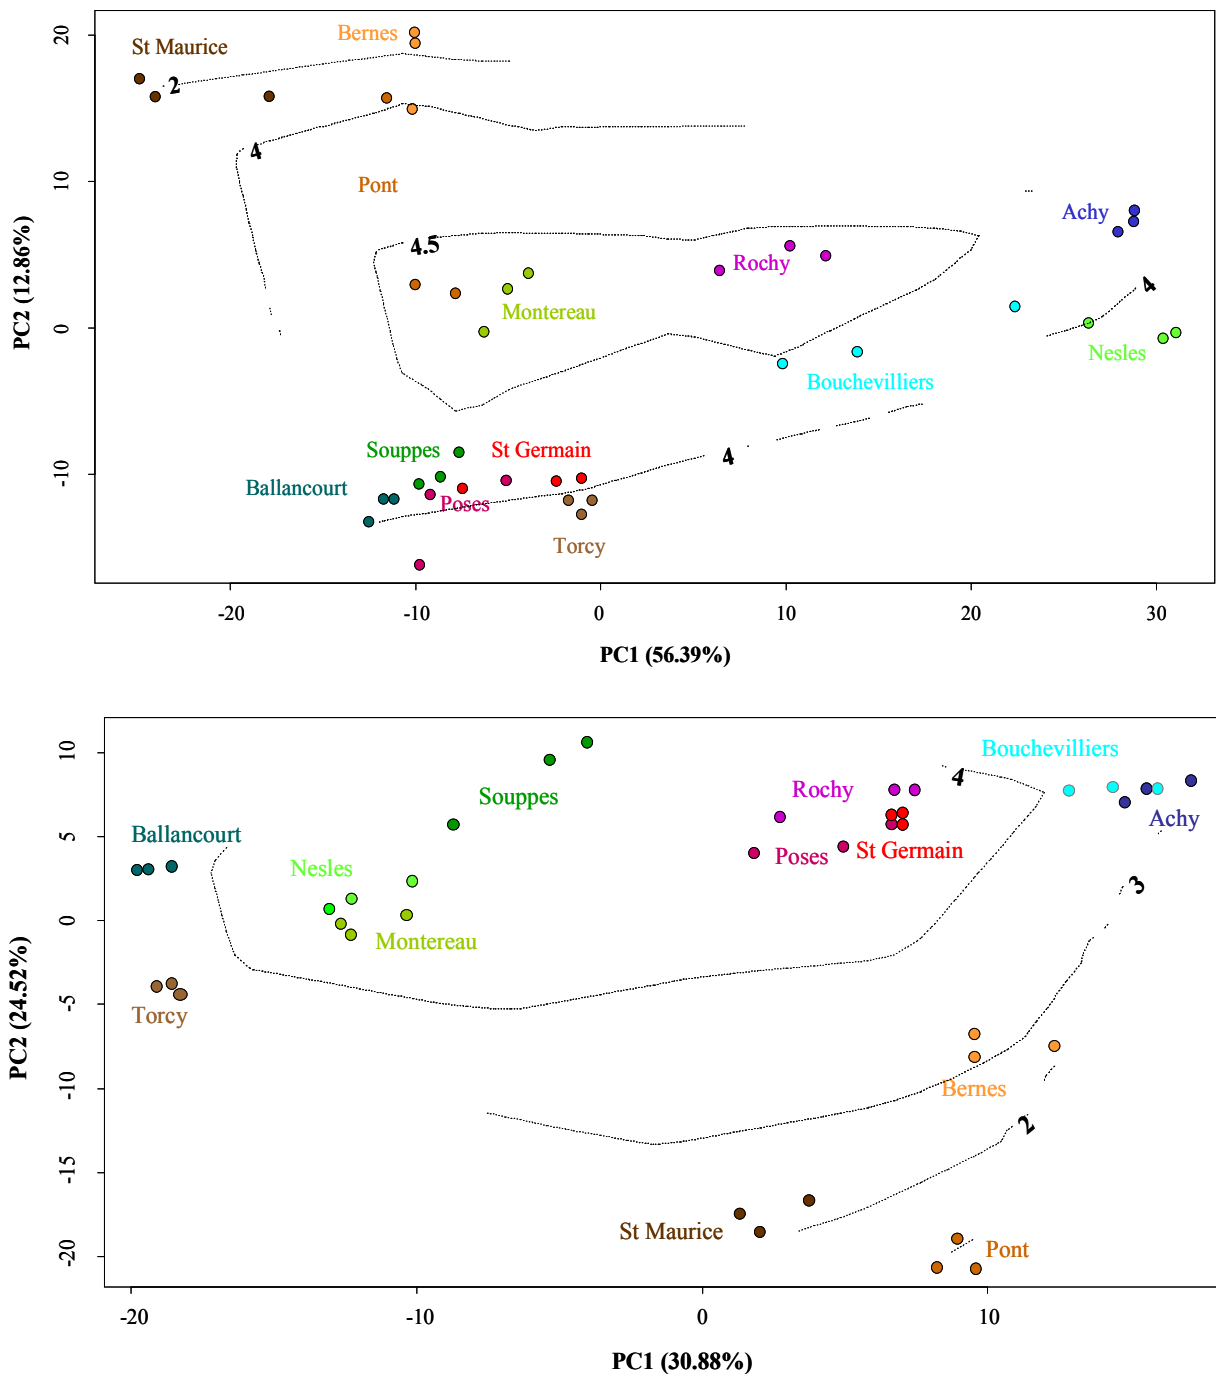 20
Bernes
St Maurice
2
4
10
Pont
Achy
4.5
Rochy
4
Montereau
PC2 (12.86%)
0
Nesles
Bouchevilliers
Souppes
St Germain
4
-10
Ballancourt
Poses
Torcy
-20
-10
0
10
20
30
PC1 (56.39%)
10
Bouchevilliers
4
Rochy
Souppes
Achy
5
Ballancourt
Poses
St Germain
Nesles
3
0
Montereau
PC2 (24.52%)
-5
Torcy
-10
Bernes
2
-15
St Maurice
Pont
-20
-20
-10
0
10
PC1 (30.88%)